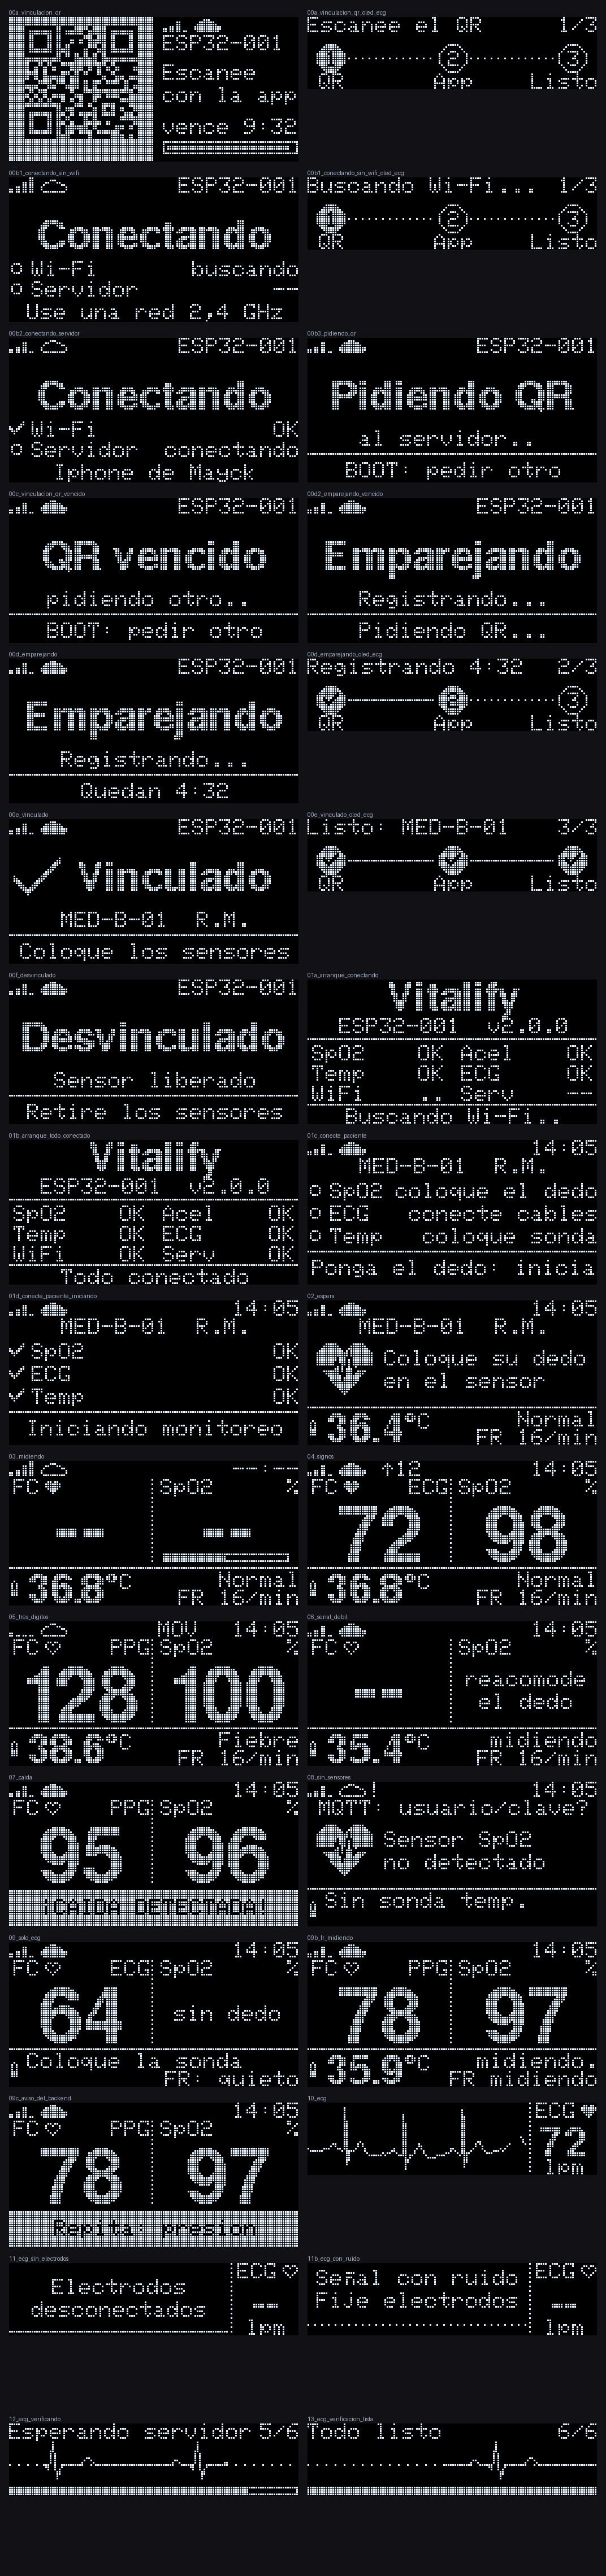 00a_vinculacion_qr
ESP32-001
Escanee
con la app
vence 9:32
00a_vinculacion_qr_oled_ecg
Escanee el QR 1/3
1 2 3
QR App Listo
00b1_conectando_sin_wifi
ESP32-001
Conectando
Wi-Fi buscando
Servidor --
Use una red 2,4 GHz
00b1_conectando_sin_wifi_oled_ecg
Buscando Wi-Fi... 1/3
1 2 3
QR App Listo
00b2_conectando_servidor
ESP32-001
Conectando
Wi-Fi OK
Servidor conectando
Iphone de Mayck
00b3_pidiendo_qr
ESP32-001
Pidiendo QR
al servidor..
BOOT: pedir otro
00c_vinculacion_qr_vencido
ESP32-001
QR vencido
pidiendo otro..
BOOT: pedir otro
00d2_emparejando_vencido
ESP32-001
Emparejando
Registrando...
Pidiendo QR...
00d_emparejando
ESP32-001
Emparejando
Registrando...
Quedan 4:32
00d_emparejando_oled_ecg
Registrando 4:32 2/3
2 3
QR App Listo
00e_vinculado
ESP32-001
Vinculado
MED-B-01 R.M.
Coloque los sensores
00e_vinculado_oled_ecg
Listo: MED-B-01 3/3
QR App Listo
00f_desvinculado
ESP32-001
Desvinculado
Sensor liberado
Retire los sensores
01a_arranque_conectando
Vitalify
ESP32-001 v2.0.0
SpO2 OK Acel OK
Temp OK ECG OK
WiFi .. Serv --
Buscando Wi-Fi..
01b_arranque_todo_conectado
Vitalify
ESP32-001 v2.0.0
SpO2 OK Acel OK
Temp OK ECG OK
WiFi OK Serv OK
Todo conectado
01c_conecte_paciente
14:05
MED-B-01 R.M.
SpO2 coloque el dedo
ECG conecte cables
Temp coloque sonda
Ponga el dedo: inicia
01d_conecte_paciente_iniciando
14:05
MED-B-01 R.M.
SpO2 OK
ECG OK
Temp OK
Iniciando monitoreo
02_espera
14:05
MED-B-01 R.M.
Coloque su dedo
en el sensor
36.4°C Normal
FR 16/min
03_midiendo
--:--
FC SpO2 %
-- --
36.8°C Normal
FR 16/min
04_signos
↑12 14:05
FC ECG SpO2 %
72 98
36.8°C Normal
FR 16/min
05_tres_digitos
MOV 14:05
FC PPG SpO2 %
128 100
38.6°C Fiebre
FR 16/min
06_senal_debil
14:05
FC SpO2
-- reacomode
el dedo
35.4°C midiendo
FR 16/min
07_caida
14:05
FC PPG SpO2 %
95 96
¡CAIDA DETECTADA!
08_sin_sensores
! 14:05
MQTT: usuario/clave?
Sensor SpO2
no detectado
Sin sonda temp.
09_solo_ecg
14:05
FC ECG SpO2 %
64 sin dedo
Coloque la sonda
FR: quieto
09b_fr_midiendo
14:05
FC PPG SpO2 %
78 97
35.9°C midiendo.
FR midiendo
09c_aviso_del_backend
14:05
FC PPG SpO2 %
78 97
Repita: presion
10_ecg
ECG
72
lpm
11_ecg_sin_electrodos
ECG
Electrodos
desconectados --
lpm
11b_ecg_con_ruido
ECG
Señal con ruido
Fije electrodos --
lpm
12_ecg_verificando
Esperando servidor 5/6
13_ecg_verificacion_lista
Todo listo 6/6